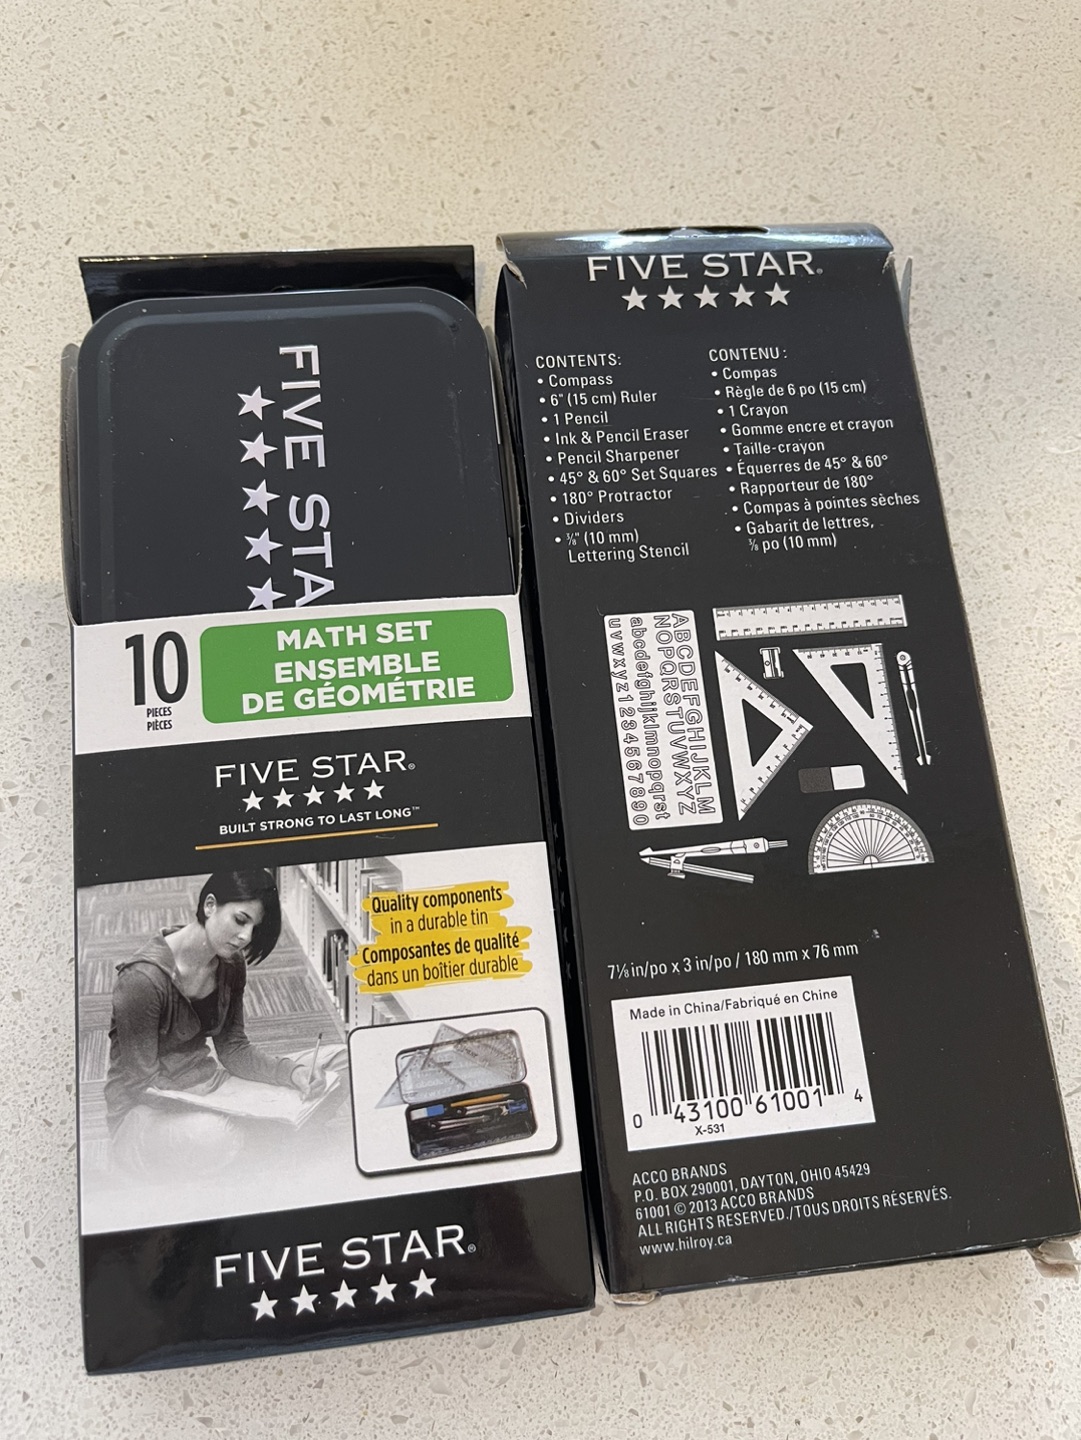 FIVE STA
10
PIECES
PIÈCES
MATH SET
ENSEMBLE
DE GÉOMÉTRIE
FIVE STAR®
BUILT STRONG TO LAST LONG™
Quality components
in a durable tin
Composantes de qualité
dans un boîtier durable
FIVE STAR®
FIVE STAR®
CONTENTS:
• Compass
• 6" (15 cm) Ruler
• 1 Pencil
• Ink & Pencil Eraser
• Pencil Sharpener
• 45° & 60° Set Squares
• 180° Protractor
• Dividers
• ⅜" (10 mm)
Lettering Stencil
CONTENU :
• Compas
• Règle de 6 po (15 cm)
• 1 Crayon
• Gomme encre et crayon
• Taille-crayon
• Équerres de 45° & 60°
• Rapporteur de 180°
• Compas à pointes sèches
• Gabarit de lettres,
⅜ po (10 mm)
ABCDEFGHIJKLM
NOPQRSTUVWXYZ
abcdefghijklmnopqrst
uvwxyz1234567890
7⅛ in/po x 3 in/po / 180 mm x 76 mm
Made in China/Fabriqué en Chine
0 43100 61001 4
X-531
ACCO BRANDS
P.O. BOX 290001, DAYTON, OHIO 45429
61001 © 2013 ACCO BRANDS
ALL RIGHTS RESERVED./TOUS DROITS RÉSERVÉS.
www.hilroy.ca